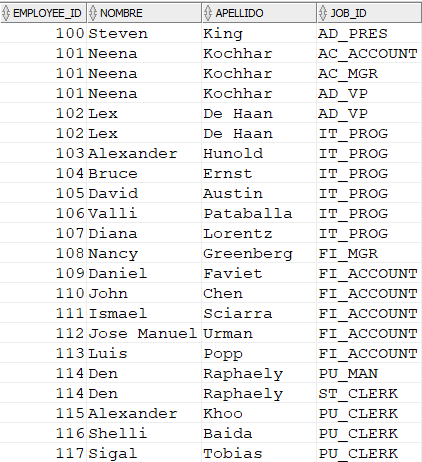 EMPLOYEE_ID NOMBRE APELLIDO JOB_ID
100 Steven King AD_PRES
101 Neena Kochhar AC_ACCOUNT
101 Neena Kochhar AC_MGR
101 Neena Kochhar AD_VP
102 Lex De Haan AD_VP
102 Lex De Haan IT_PROG
103 Alexander Hunold IT_PROG
104 Bruce Ernst IT_PROG
105 David Austin IT_PROG
106 Valli Pataballa IT_PROG
107 Diana Lorentz IT_PROG
108 Nancy Greenberg FI_MGR
109 Daniel Faviet FI_ACCOUNT
110 John Chen FI_ACCOUNT
111 Ismael Sciarra FI_ACCOUNT
112 Jose Manuel Urman FI_ACCOUNT
113 Luis Popp FI_ACCOUNT
114 Den Raphaely PU_MAN
114 Den Raphaely ST_CLERK
115 Alexander Khoo PU_CLERK
116 Shelli Baida PU_CLERK
117 Sigal Tobias PU_CLERK